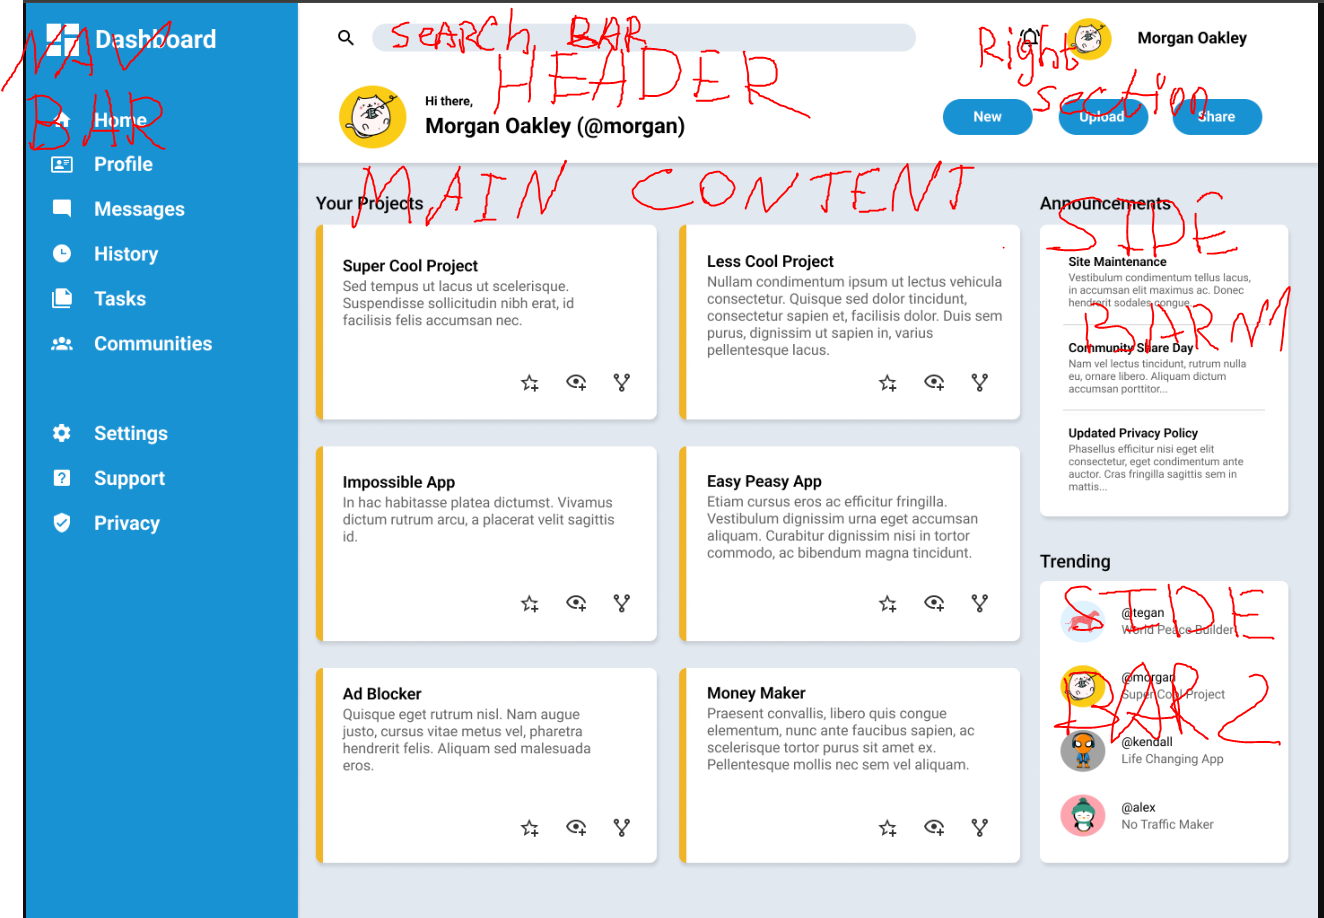 NAV
BAR
Dashboard
Home
Profile
Messages
History
Tasks
Communities
Settings
Support
Privacy
SEARCH BAR
HEADER
Right
section
Morgan Oakley
Hi there,
Morgan Oakley (@morgan)
New
Upload
Share
MAIN CONTENT
Your Projects
Super Cool Project
Sed tempus ut lacus ut scelerisque.
Suspendisse sollicitudin nibh erat, id
facilisis felis accumsan nec.
Less Cool Project
Nullam condimentum ipsum ut lectus vehicula
consectetur. Quisque sed dolor tincidunt,
consectetur sapien et, facilisis dolor. Duis sem
purus, dignissim ut sapien in, varius
pellentesque lacus.
Impossible App
In hac habitasse platea dictumst. Vivamus
dictum rutrum arcu, a placerat velit sagittis
id.
Easy Peasy App
Etiam cursus eros ac efficitur fringilla.
Vestibulum dignissim urna eget accumsan
aliquam. Curabitur dignissim nisi in tortor
commodo, ac bibendum magna tincidunt.
Ad Blocker
Quisque eget rutrum nisl. Nam augue
justo, cursus vitae metus vel, pharetra
hendrerit felis. Aliquam sed malesuada
eros.
Money Maker
Praesent convallis, libero quis congue
elementum, nunc ante faucibus sapien, ac
scelerisque tortor purus sit amet ex.
Pellentesque mollis nec sem vel aliquam.
Announcements
SIDE
BAR
Site Maintenance
Vestibulum condimentum tellus lacus,
in accumsan elit maximus ac. Donec
hendrerit sodales congue...
Community Share Day
Nam vel lectus tincidunt, rutrum nulla
eu, ornare libero. Aliquam dictum
accumsan porttitor...
Updated Privacy Policy
Phasellus efficitur nisi eget elit
consectetur, eget condimentum ante
auctor. Cras fringilla sagittis sem in
mattis...
Trending
SIDE
BAR 2
@tegan
World Peace Builder
@morgan
Super Cool Project
@kendall
Life Changing App
@alex
No Traffic Maker